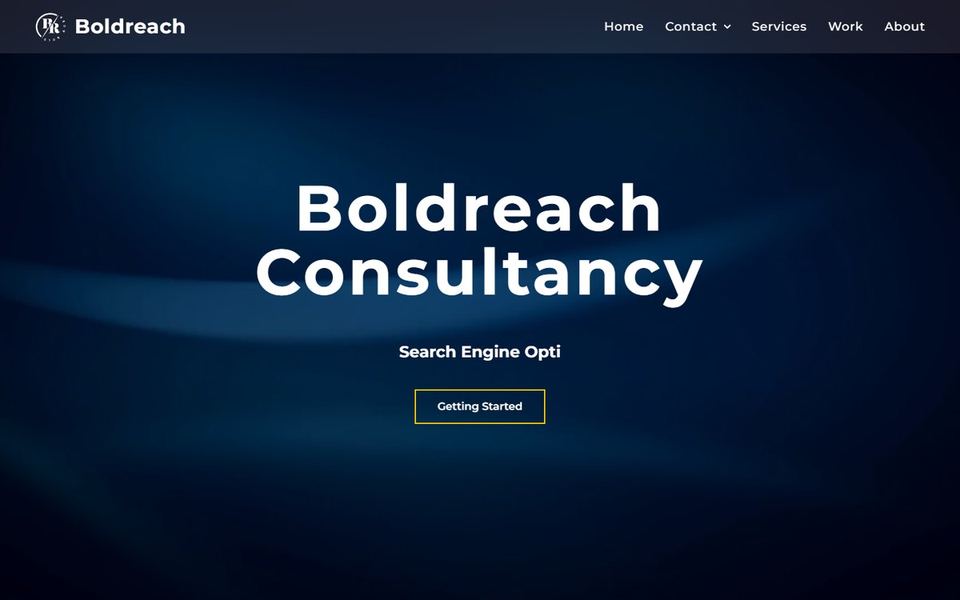 Boldreach
Home
Contact
Services
Work
About
Boldreach
Consultancy
Search Engine Opti
Getting Started